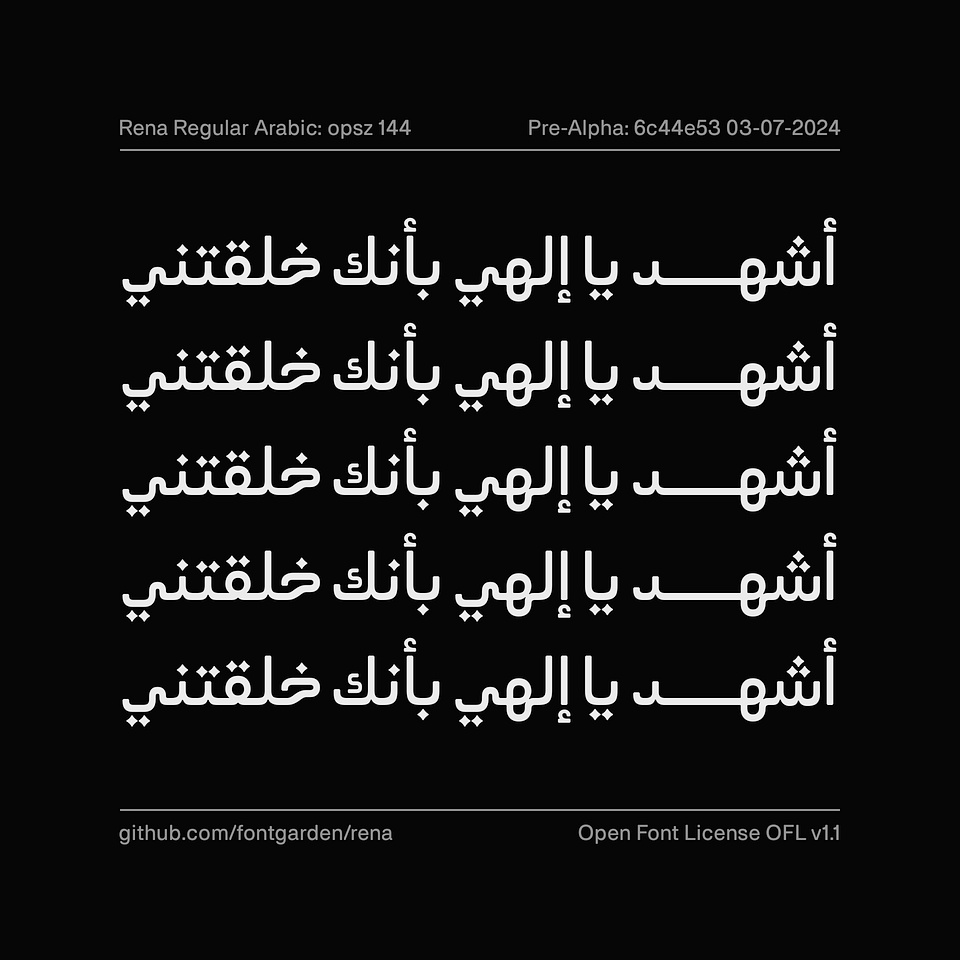 Rena Regular Arabic: opsz 144
Pre-Alpha: 6c44e53 03-07-2024
أشهـــد يا إلهي بأنك خلقتني
أشهـــد يا إلهي بأنك خلقتني
أشهـــد يا إلهي بأنك خلقتني
أشهـــد يا إلهي بأنك خلقتني
أشهـــد يا إلهي بأنك خلقتني
github.com/fontgarden/rena
Open Font License OFL v1.1